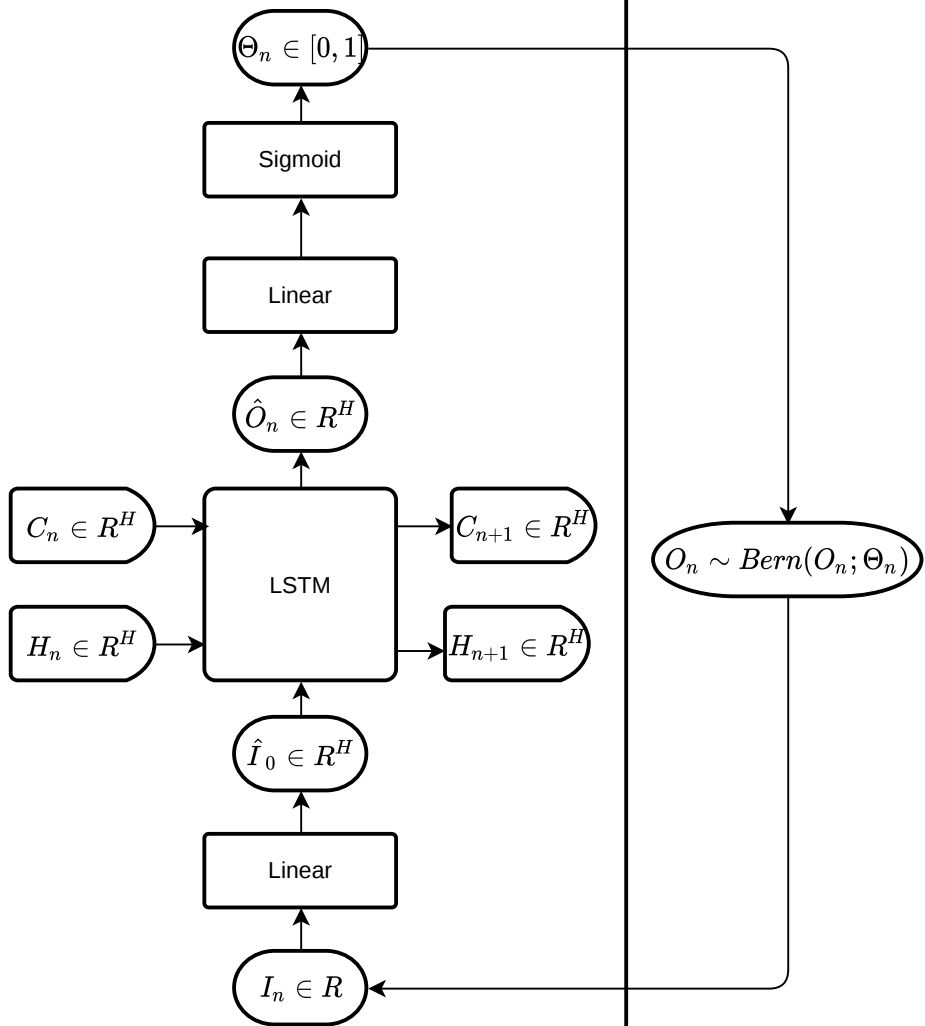 Θ_n ∈ [0, 1]
Sigmoid
Linear
Ô_n ∈ R^H
C_n ∈ R^H
C_{n+1} ∈ R^H
O_n ∼ Bern(O_n; Θ_n)
LSTM
H_n ∈ R^H
H_{n+1} ∈ R^H
Î_0 ∈ R^H
Linear
I_n ∈ R